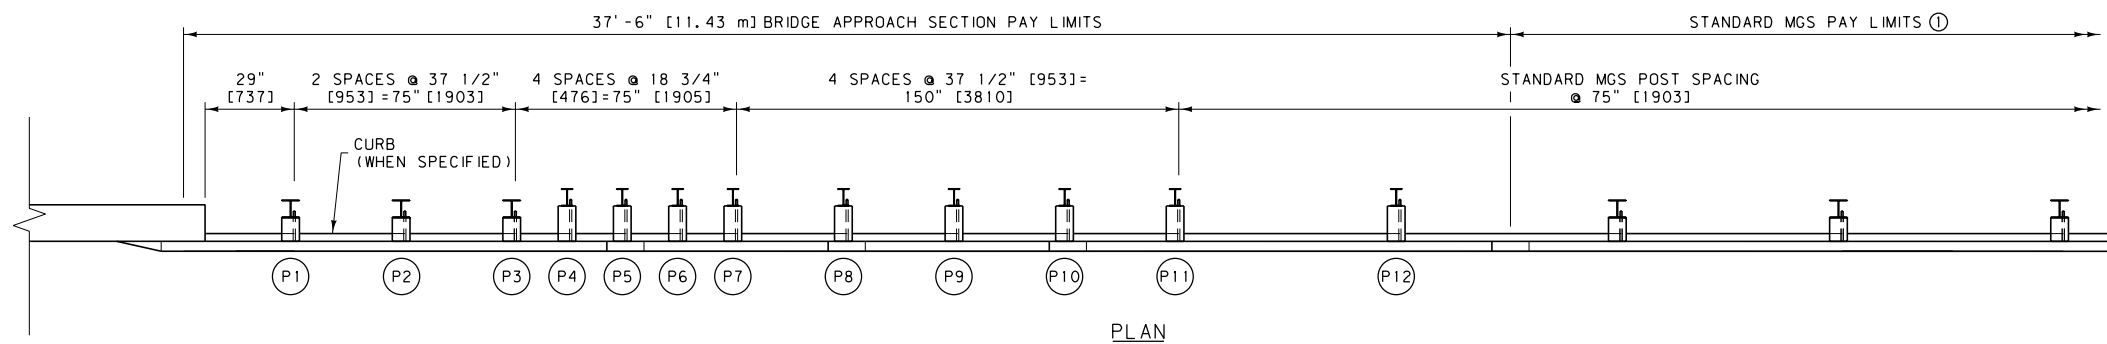 37'-6" [11.43 m] BRIDGE APPROACH SECTION PAY LIMITS
STANDARD MGS PAY LIMITS ①
29"
[737]
2 SPACES @ 37 1/2"
[953] =75" [1903]
4 SPACES @ 18 3/4"
[476]=75" [1905]
4 SPACES @ 37 1/2" [953]=
150" [3810]
STANDARD MGS POST SPACING
@ 75" [1903]
CURB
(WHEN SPECIFIED)
P1 P2 P3 P4 P5 P6 P7 P8 P9 P10 P11 P12
PLAN